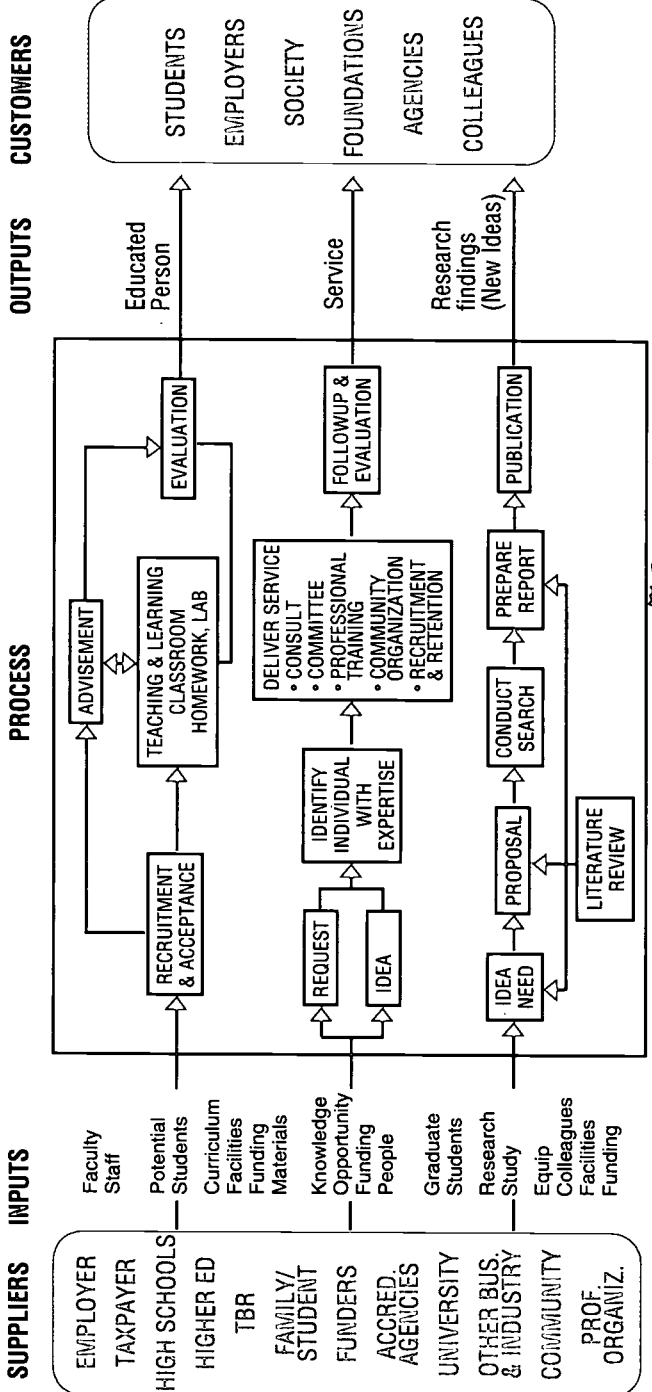 SUPPLIERS
INPUTS
PROCESS
OUTPUTS
CUSTOMERS
EMPLOYER
TAXPAYER
HIGH SCHOOLS
HIGHER ED
TBR
FAMILY/
STUDENT
FUNDERS
ACCRED.
AGENCIES
UNIVERSITY
OTHER BUS.
& INDUSTRY
COMMUNITY
PROF.
ORGANIZ.
Faculty
Staff
Potential
Students
Curriculum
Facilities
Funding
Materials
Knowledge
Opportunity
Funding
People
Graduate
Students
Research
Study
Equip
Colleagues
Facilities
Funding
RECRUITMENT
& ACCEPTANCE
ADVISEMENT
TEACHING & LEARNING
CLASSROOM
HOMEWORK, LAB
EVALUATION
REQUEST
IDEA
IDENTIFY
INDIVIDUAL
WITH
EXPERTISE
DELIVER SERVICE
• CONSULT
• COMMITTEE
• PROFESSIONAL
TRAINING
• COMMUNITY
ORGANIZATION
• RECRUITMENT
& RETENTION
FOLLOWUP &
EVALUATION
IDEA
NEED
PROPOSAL
CONDUCT
SEARCH
PREPARE
REPORT
PUBLICATION
LITERATURE
REVIEW
Educated
Person
Service
Research
findings
(New Ideas)
STUDENTS
EMPLOYERS
SOCIETY
FOUNDATIONS
AGENCIES
COLLEAGUES